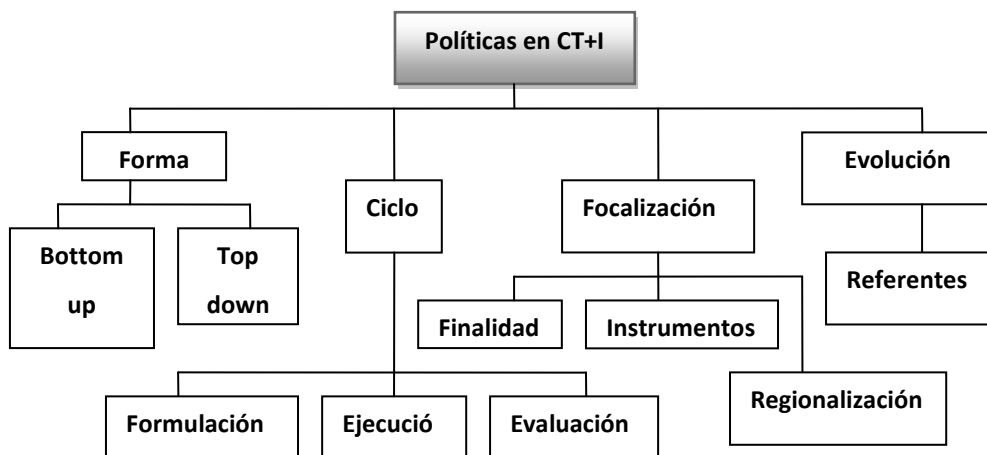 Políticas en CT+I
Forma
Evolución
Ciclo
Focalización
Bottom
up
Top
down
Referentes
Finalidad
Instrumentos
Regionalización
Formulación
Ejecució
Evaluación